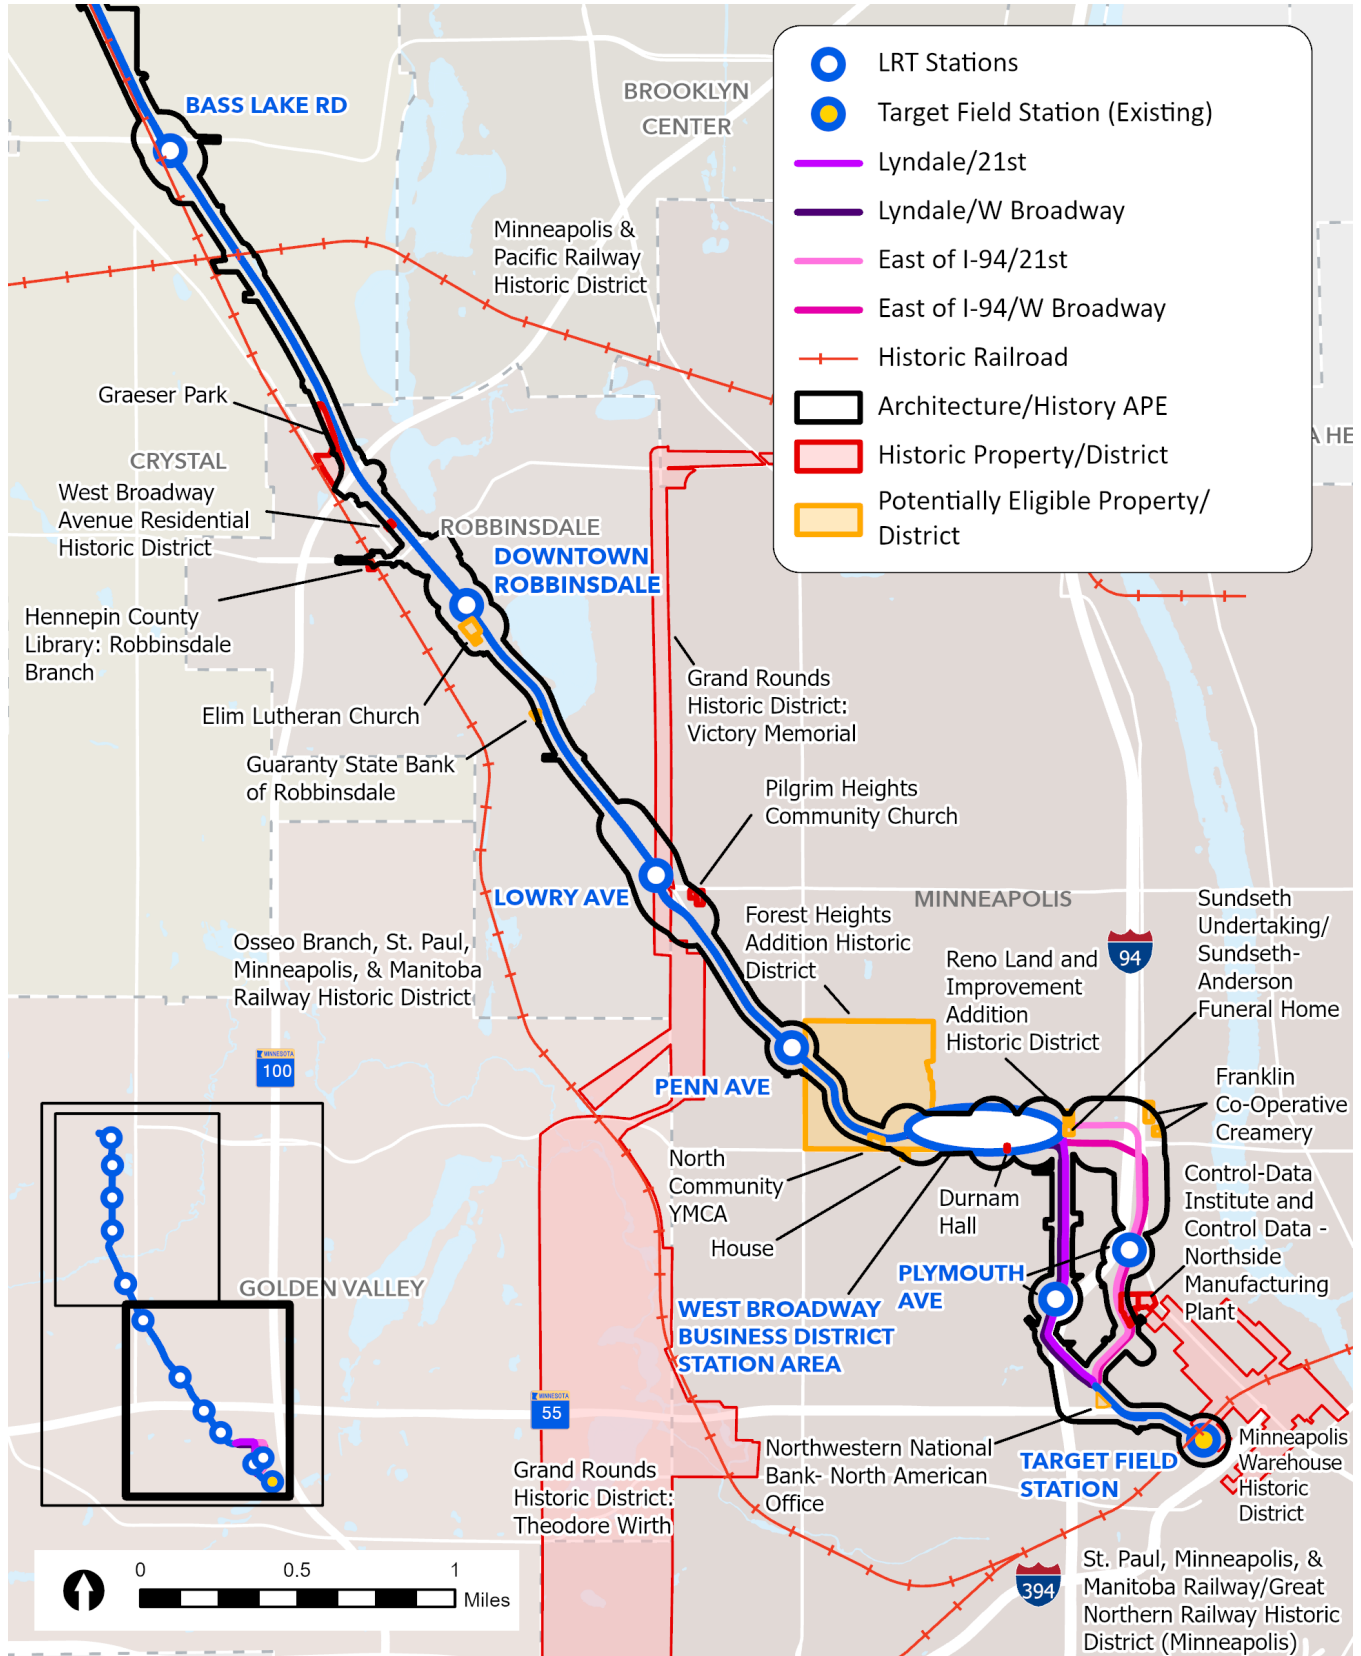 BASS LAKE RD
BROOKLYN
CENTER
LRT Stations
Target Field Station (Existing)
Lyndale/21st
Lyndale/W Broadway
East of I-94/21st
East of I-94/W Broadway
Historic Railroad
Architecture/History APE
Historic Property/District
Potentially Eligible Property/
District
Minneapolis &
Pacific Railway
Historic District
Graeser Park
CRYSTAL
A HE
West Broadway
Avenue Residential
Historic District
ROBBINSDALE
DOWNTOWN
ROBBINSDALE
Hennepin County
Library: Robbinsdale
Branch
Elim Lutheran Church
Grand Rounds
Historic District:
Victory Memorial
Guaranty State Bank
of Robbinsdale
Pilgrim Heights
Community Church
LOWRY AVE
MINNEAPOLIS
Forest Heights
Addition Historic
District
Sundseth
Undertaking/
Sundseth-
Anderson
Funeral Home
Osseo Branch, St. Paul,
Minneapolis, & Manitoba
Railway Historic District
Reno Land and
Improvement
Addition
Historic District
94
MINNESOTA
100
PENN AVE
Franklin
Co-Operative
Creamery
North
Community
YMCA
House
Durnam
Hall
Control-Data
Institute and
Control Data -
Northside
Manufacturing
Plant
PLYMOUTH
AVE
GOLDEN VALLEY
WEST BROADWAY
BUSINESS DISTRICT
STATION AREA
MINNESOTA
55
Northwestern National
Bank- North American
Office
TARGET FIELD
STATION
Minneapolis
Warehouse
Historic
District
Grand Rounds
Historic District:
Theodore Wirth
394
St. Paul, Minneapolis, &
Manitoba Railway/Great
Northern Railway Historic
District (Minneapolis)
0 0.5 1
Miles